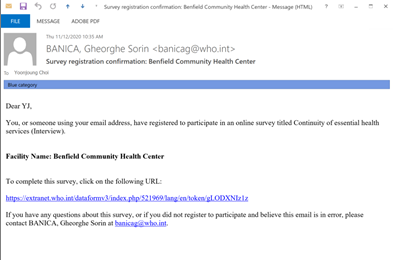 Survey registration confirmation: Benfield Community Health Center - Message (HTML)
FILE
MESSAGE
ADOBE PDF
Thu 11/12/2020 10:35 AM
BANICA, Gheorghe Sorin <banicag@who.int>
Survey registration confirmation: Benfield Community Health Center
To Yoonjoung Choi
Blue category
Dear YJ,
You, or someone using your email address, have registered to participate in an online survey titled Continuity of essential health
services (Interview).
Facility Name: Benfield Community Health Center
To complete this survey, click on the following URL:
https://extranet.who.int/dataformv3/index.php/521969/lang/en/token/gLODXNIz1z
If you have any questions about this survey, or if you did not register to participate and believe this email is in error, please
contact BANICA, Gheorghe Sorin at banicag@who.int.